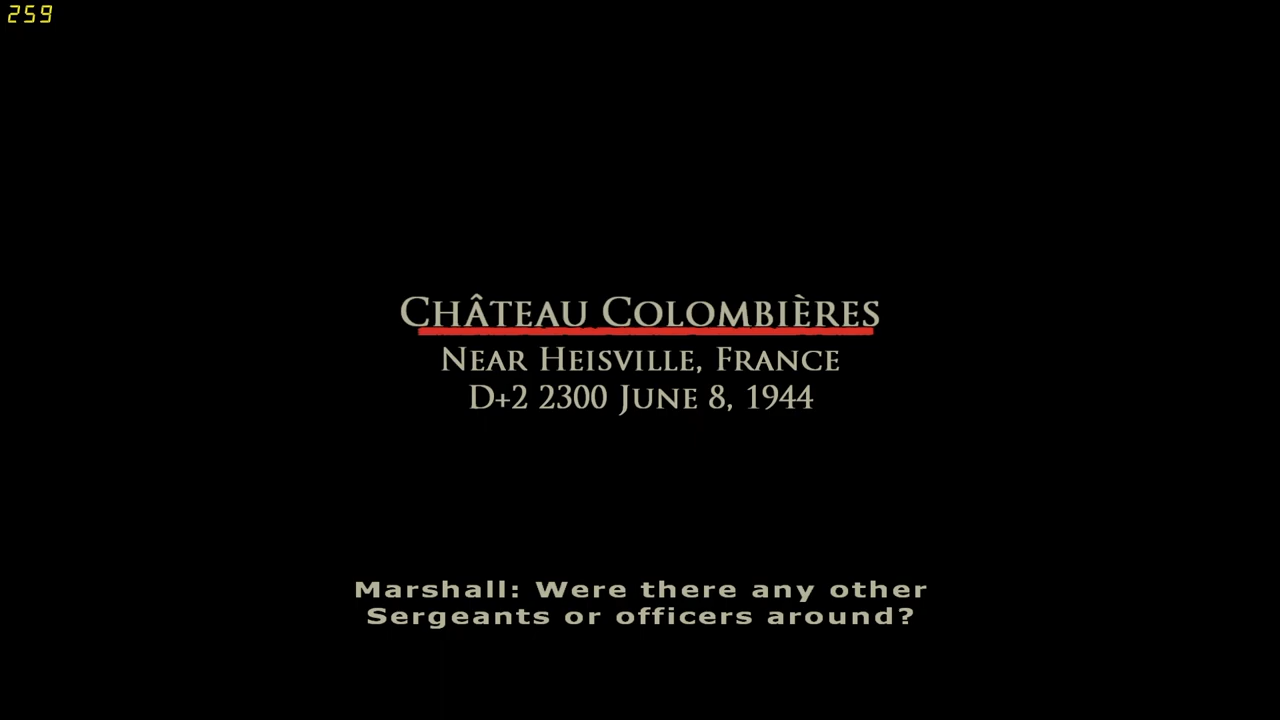 259
Château Colombières
Near Heisville, France
D+2 2300 June 8, 1944
Marshall: Were there any other
Sergeants or officers around?